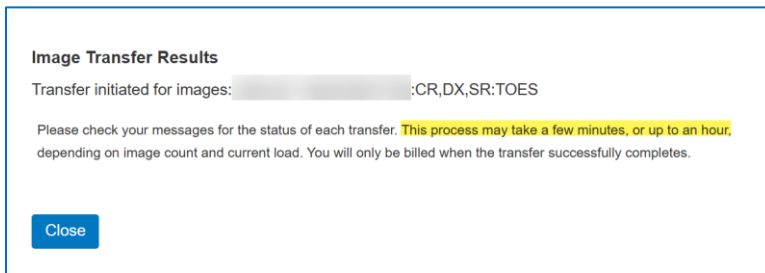 Image Transfer Results
Transfer initiated for images: :CR,DX,SR:TOES
Please check your messages for the status of each transfer. This process may take a few minutes, or up to an hour,
depending on image count and current load. You will only be billed when the transfer successfully completes.
Close